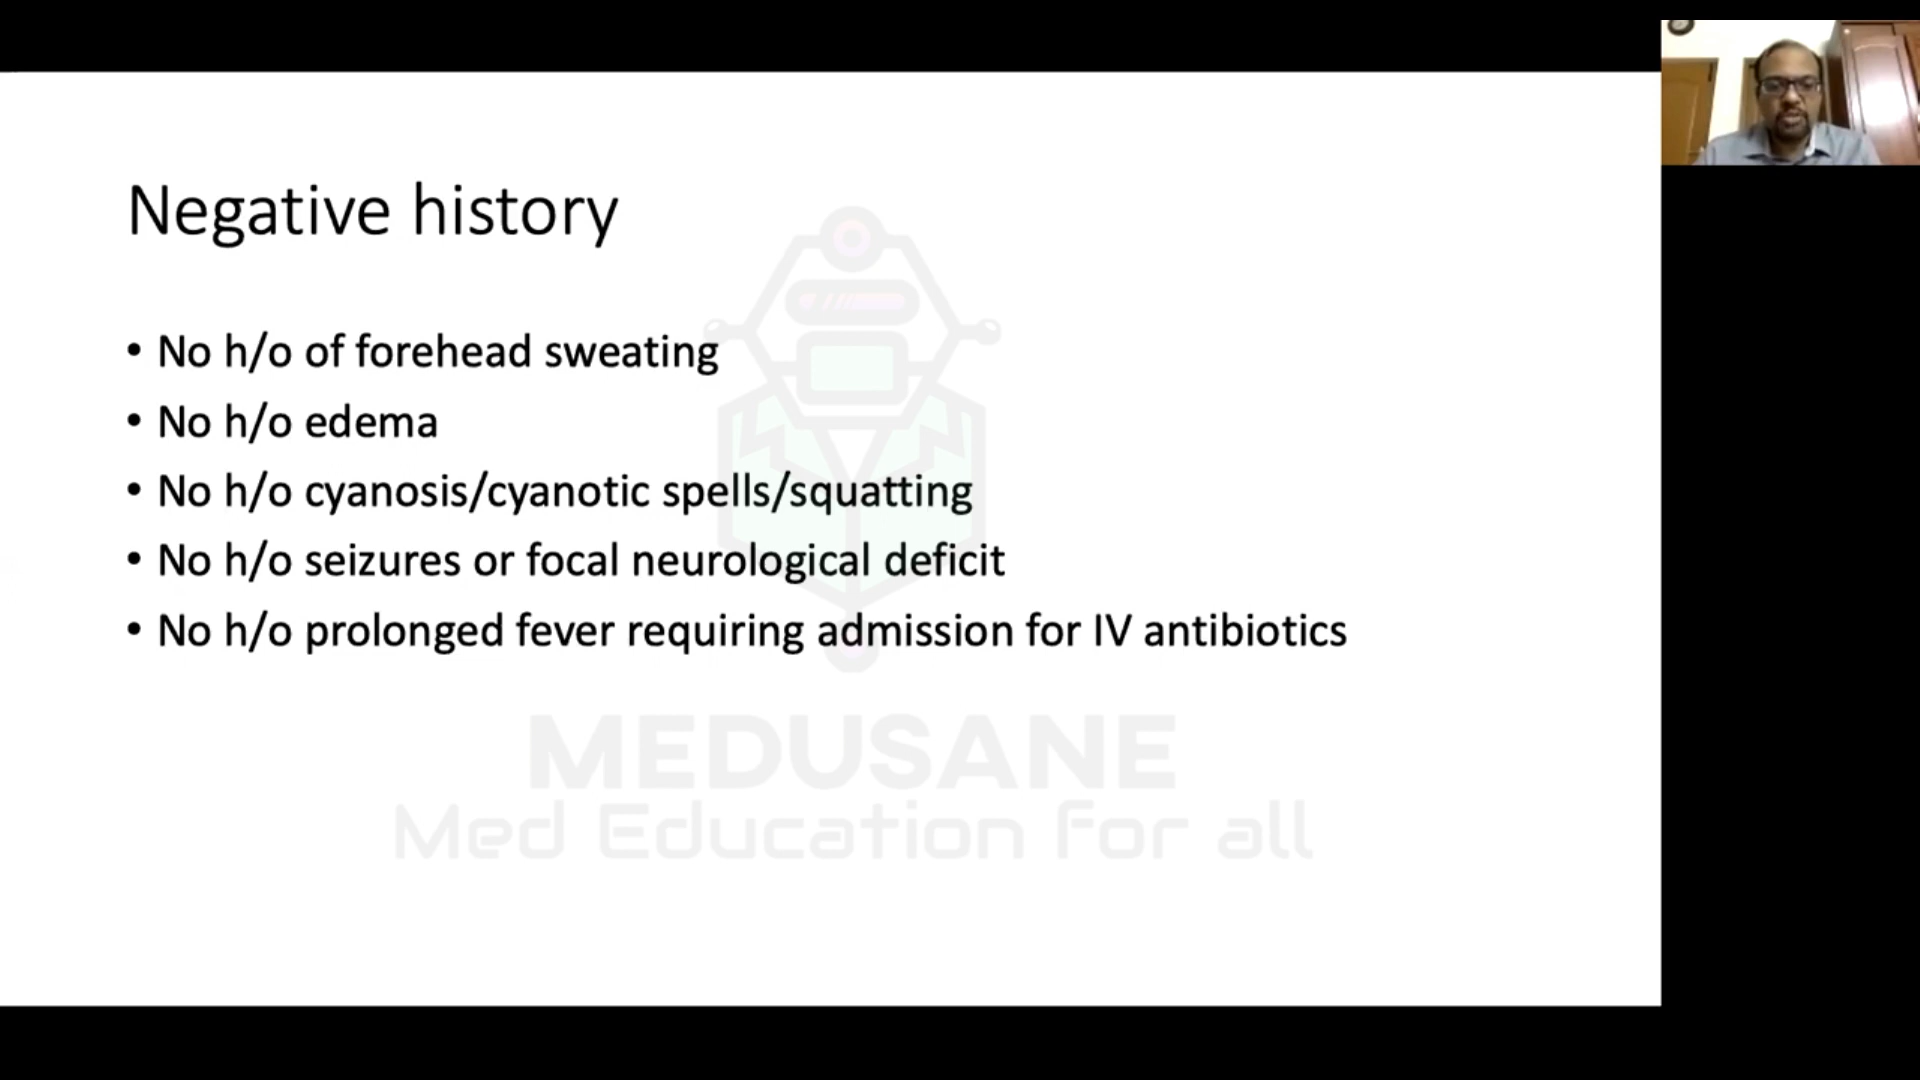 Negative history
• No h/o of forehead sweating
• No h/o edema
• No h/o cyanosis/cyanotic spells/squatting
• No h/o seizures or focal neurological deficit
• No h/o prolonged fever requiring admission for IV antibiotics
MEDUSANE
Med Education for all